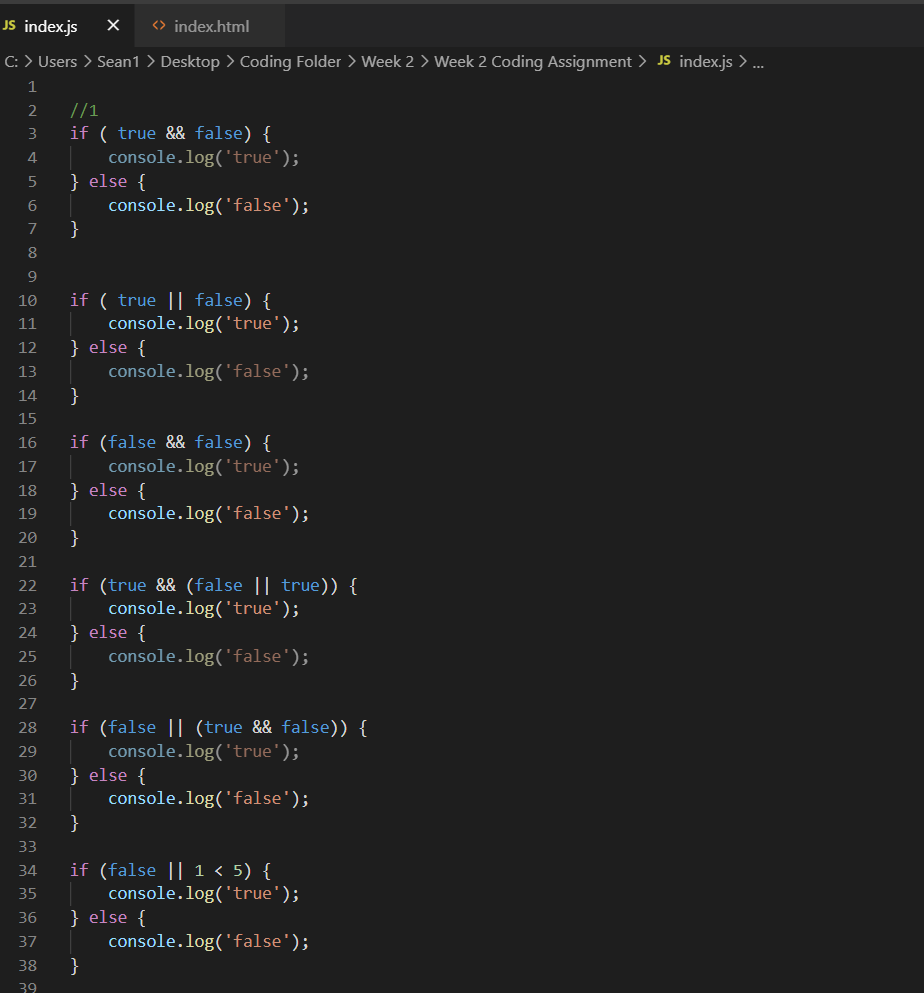 JS index.js × <> index.html
C: > Users > Sean1 > Desktop > Coding Folder > Week 2 > Week 2 Coding Assignment > JS index.js > ...
1
2 //1
3 if ( true && false) {
4     console.log('true');
5 } else {
6     console.log('false');
7 }
8
9
10 if ( true || false) {
11     console.log('true');
12 } else {
13     console.log('false');
14 }
15
16 if (false && false) {
17     console.log('true');
18 } else {
19     console.log('false');
20 }
21
22 if (true && (false || true)) {
23     console.log('true');
24 } else {
25     console.log('false');
26 }
27
28 if (false || (true && false)) {
29     console.log('true');
30 } else {
31     console.log('false');
32 }
33
34 if (false || 1 < 5) {
35     console.log('true');
36 } else {
37     console.log('false');
38 }
39